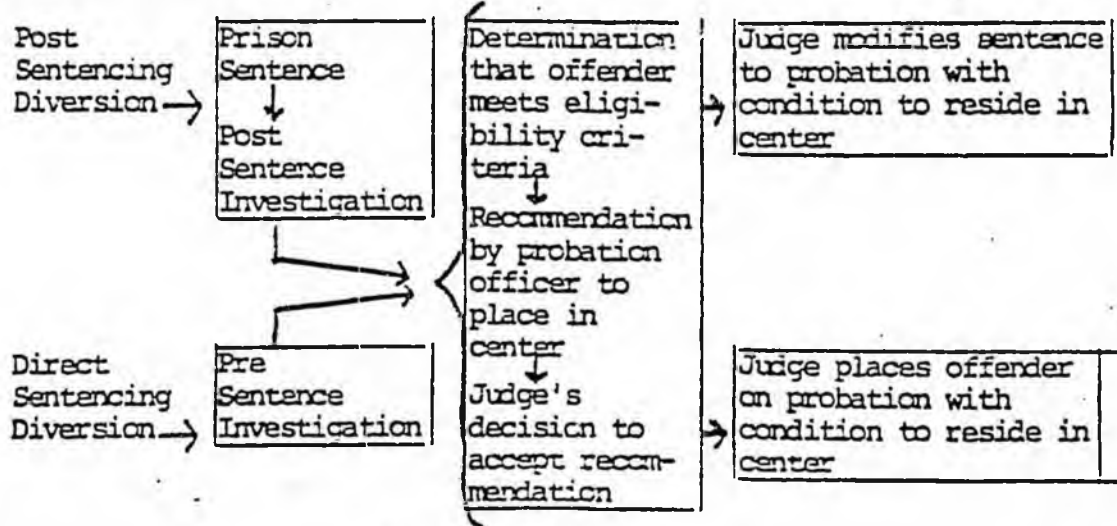 Post
Sentencing
Diversion
Prison
Sentence
Post
Sentence
Investigation
Determination
that offender
meets eligi-
bility cri-
teria
Recommendation
by probation
officer to
place in
center
Judge's
decision to
accept recom-
mendation
Judge modifies sentence
to probation with
condition to reside in
center
Direct
Sentencing
Diversion
Pre
Sentence
Investigation
Judge places offender
on probation with
condition to reside in
center